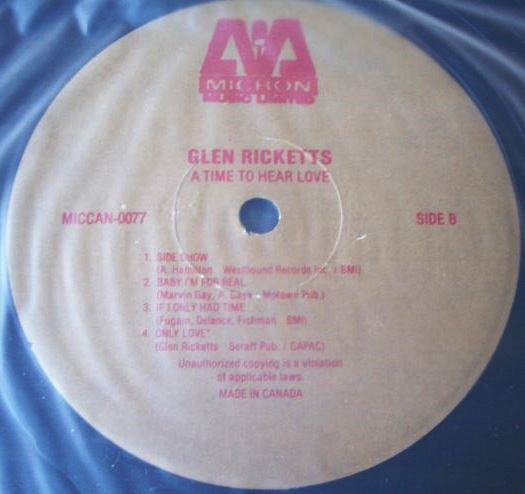 MICRON
MUSIC LIMITED
GLEN RICKETTS
A TIME TO HEAR LOVE
MICCAN-0077
SIDE B
1. SIDE SHOW
(A. Hamilton Westbound Records Inc. / BMI)
2. BABY I'M FOR REAL
(Marvin Gay, A. Gaye - Motown Pub.)
3. IF I ONLY HAD TIME
(Fugain, Delance, Fishman BMI)
4. ONLY LOVE*
(Glen Ricketts Seraff Pub. / CAPAC)
Unauthorized copying is a violation
of applicable laws.
MADE IN CANADA